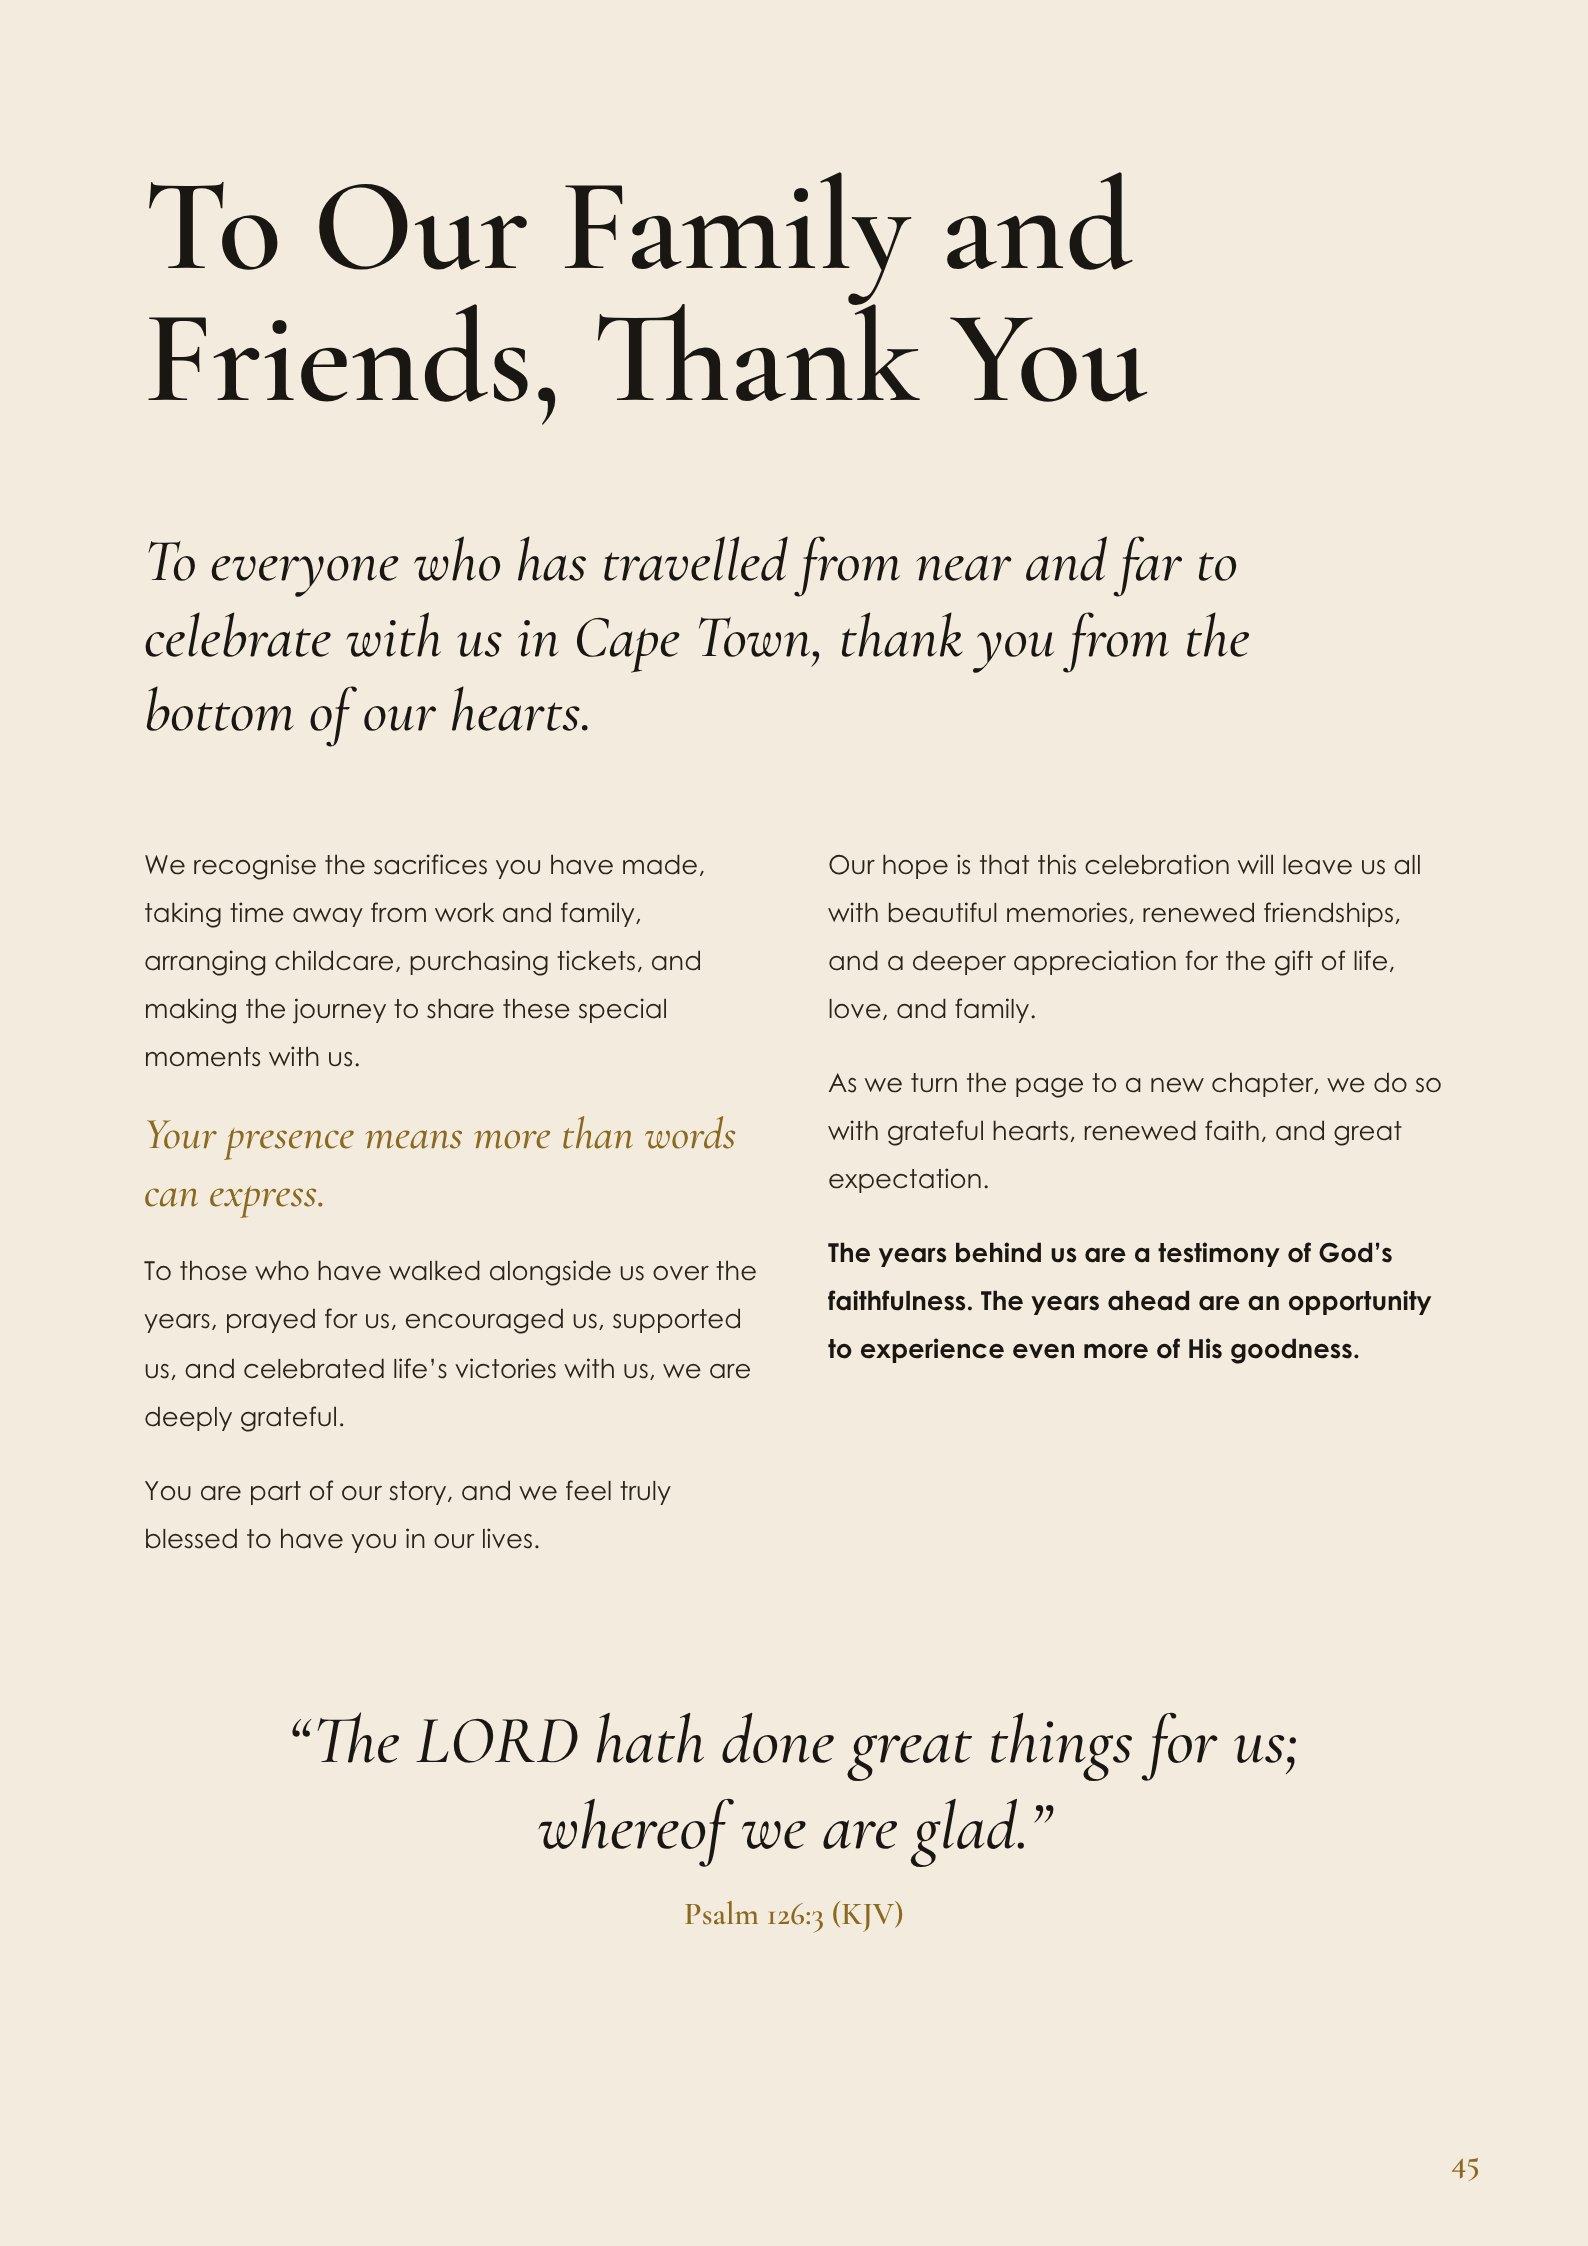 To Our Family and
Friends, Thank You
To everyone who has travelled from near and far to
celebrate with us in Cape Town, thank you from the
bottom of our hearts.
We recognise the sacrifices you have made,
taking time away from work and family,
arranging childcare, purchasing tickets, and
making the journey to share these special
moments with us.
Your presence means more than words
can express.
To those who have walked alongside us over the
years, prayed for us, encouraged us, supported
us, and celebrated life’s victories with us, we are
deeply grateful.
You are part of our story, and we feel truly
blessed to have you in our lives.
Our hope is that this celebration will leave us all
with beautiful memories, renewed friendships,
and a deeper appreciation for the gift of life,
love, and family.
As we turn the page to a new chapter, we do so
with grateful hearts, renewed faith, and great
expectation.
The years behind us are a testimony of God’s
faithfulness. The years ahead are an opportunity
to experience even more of His goodness.
“The LORD hath done great things for us;
whereof we are glad.”
Psalm 126:3 (KJV)
45